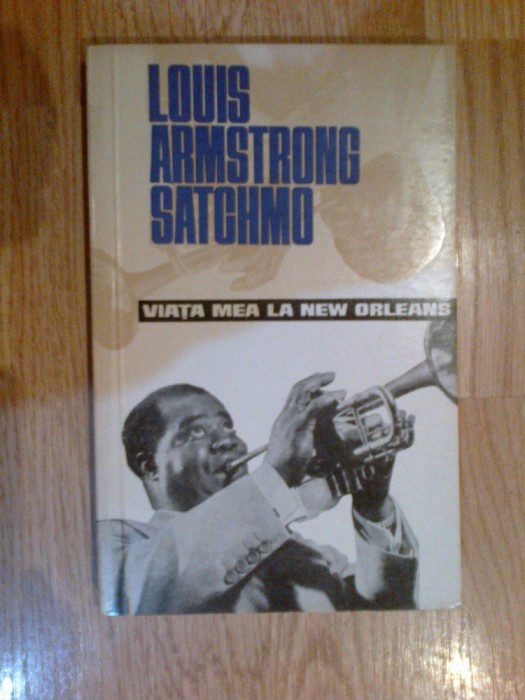 LOUIS
ARMSTRONG
SATCHMO
VIAȚA MEA LA NEW ORLEANS